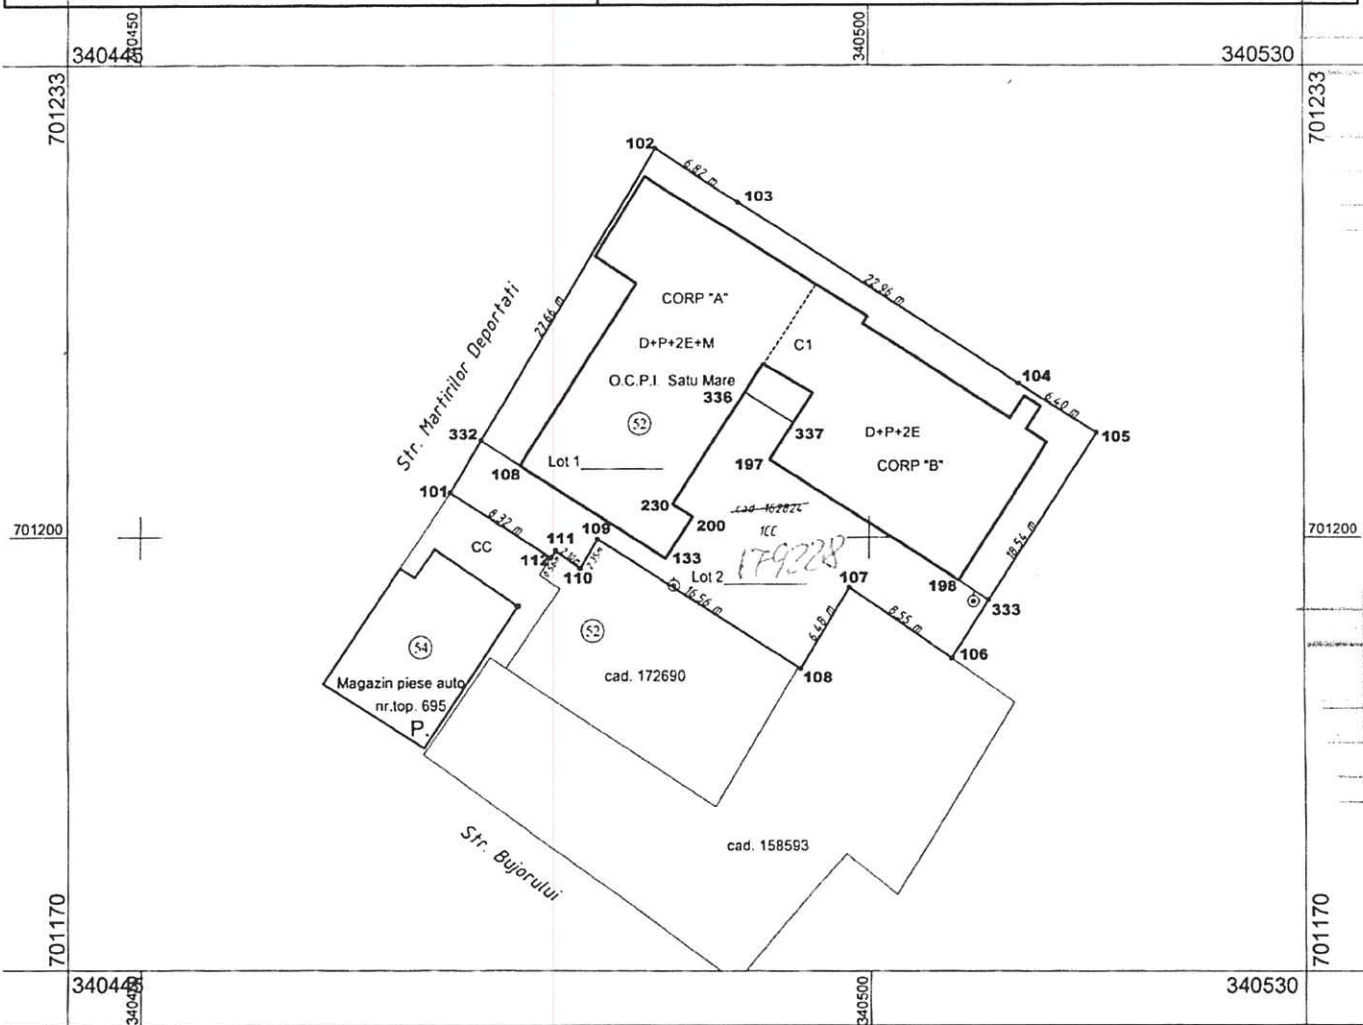 340450
340500
340445
340530
701233
701233
102
6.82 m
103
22.96 m
CORP "A"
D+P+2E+M
C1
O.C.P.I. Satu Mare
27.66 m
Str. Martirilor Deportati
104
6.40 m
105
336
52
337
D+P+2E
CORP "B"
332
108
Lot 1
197
101
230
cad 162824
200
1CC
179228
701200
701200
8.32 m
111
109
CC
112
110
133
Lot 2
18.54 m
198
107
333
16.56 m
6.48 m
8.55 m
106
52
108
54
cad. 172690
Magazin piese auto
nr.top. 695
P.
cad. 158593
Str. Bujorului
701170
701170
340445
340530
340450
340500